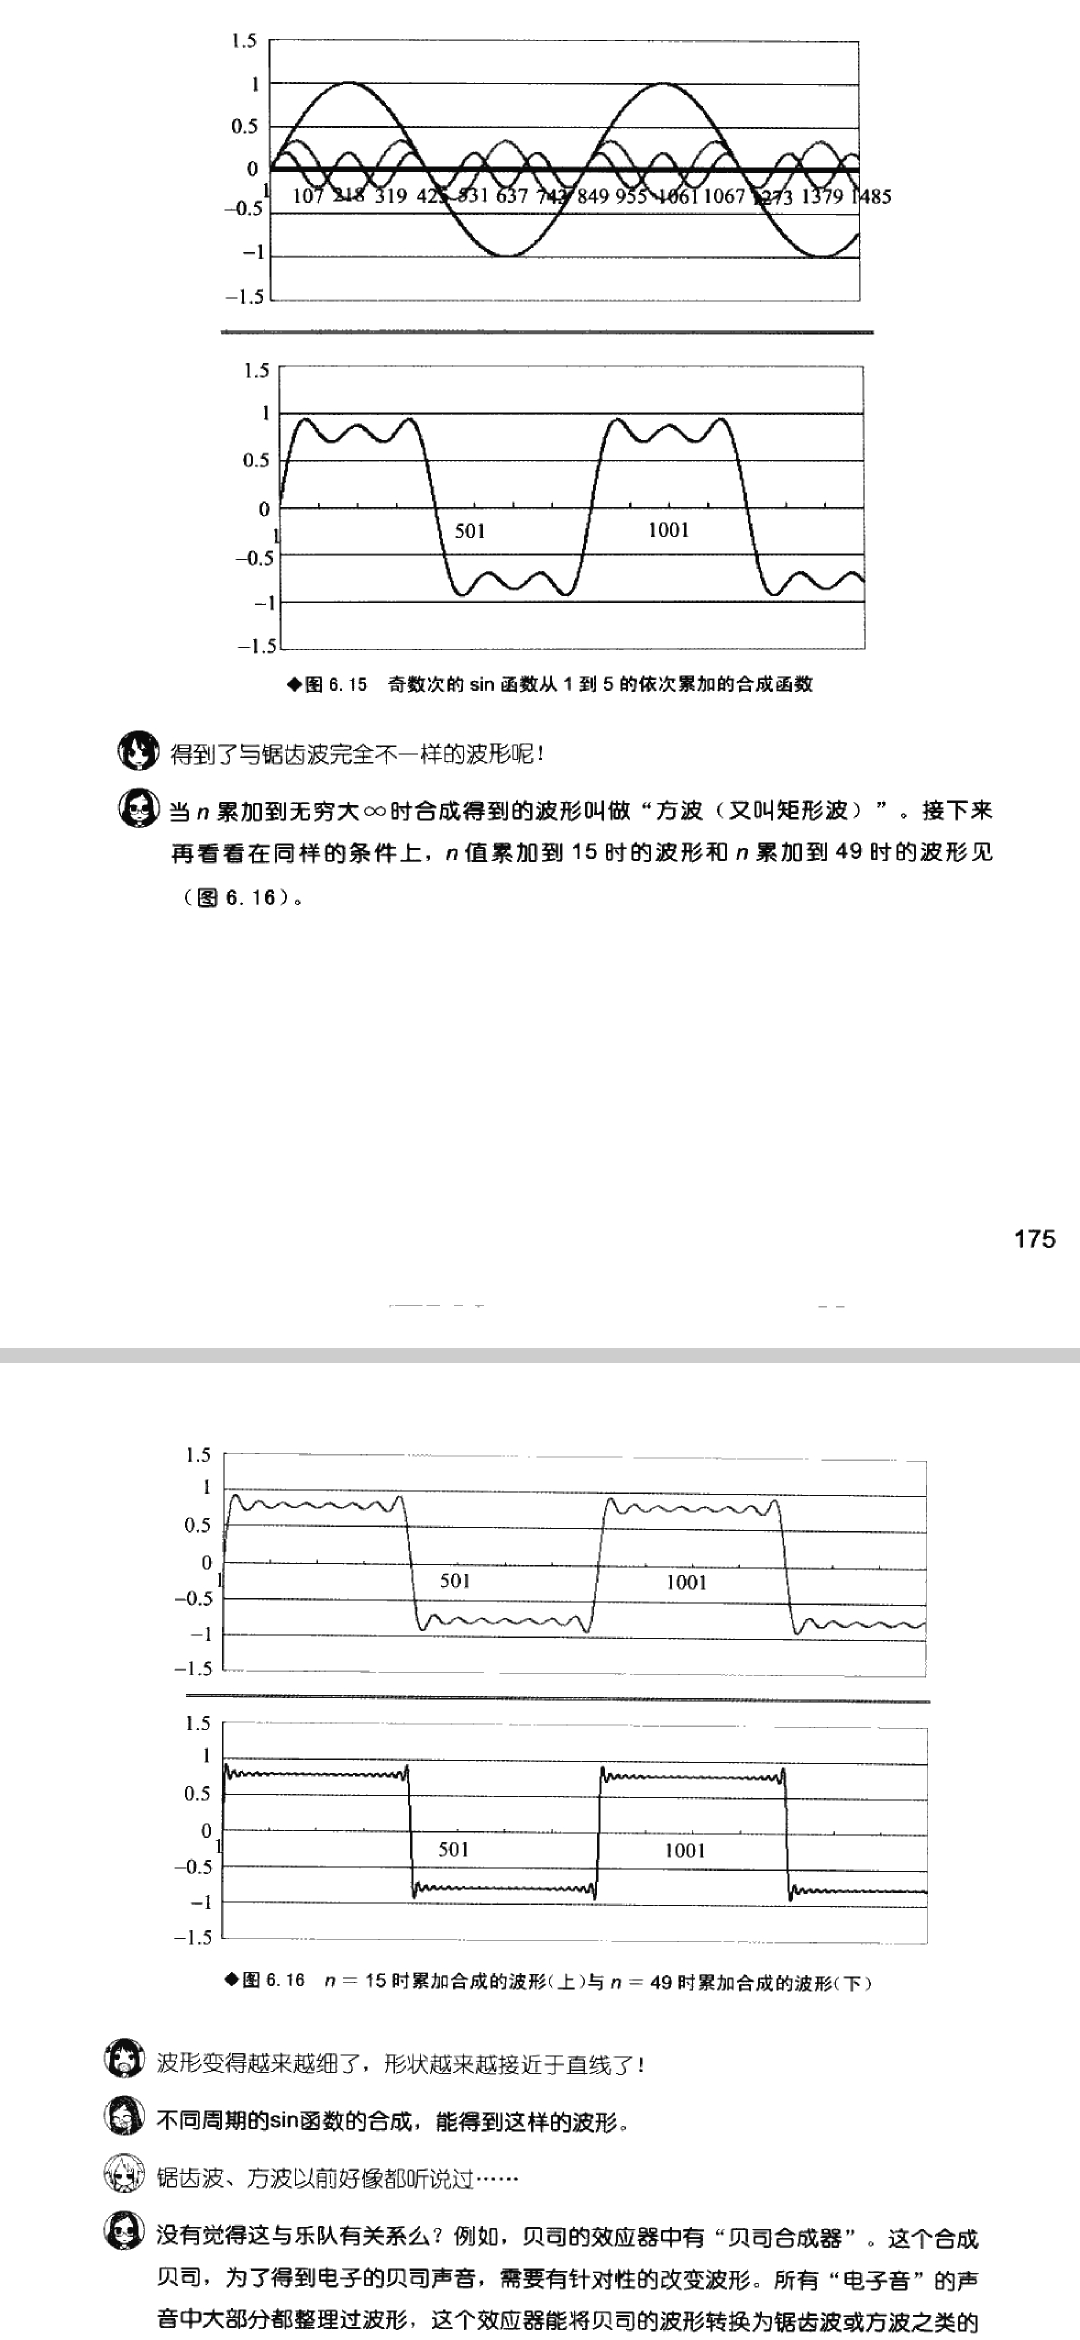 1.5
1
0.5
0
1
107 218 319 425 531 637 743 849 955 1061 1067 1273 1379 1485
−0.5
−1
−1.5
1.5
1
0.5
0
1
501 1001
−0.5
−1
−1.5
◆图 6.15 奇数次的 sin 函数从 1 到 5 的依次累加的合成函数
得到了与锯齿波完全不一样的波形呢！
当 n 累加到无穷大∞时合成得到的波形叫做“方波（又叫矩形波）”。接下来
再看看在同样的条件上，n 值累加到 15 时的波形和 n 累加到 49 时的波形见
（图 6.16）。
175
1.5
1
0.5
0
1
501 1001
−0.5
−1
−1.5
1.5
1
0.5
0
1
501 1001
−0.5
−1
−1.5
◆图 6.16 n = 15 时累加合成的波形（上）与 n = 49 时累加合成的波形（下）
波形变得越来越细了，形状越来越接近于直线了！
不同周期的sin函数的合成，能得到这样的波形。
锯齿波、方波以前好像都听说过……
没有觉得这与乐队有关系么？例如，贝司的效应器中有“贝司合成器”。这个合成
贝司，为了得到电子的贝司声音，需要有针对性的改变波形。所有“电子音”的声
音中大部分都整理过波形，这个效应器能将贝司的波形转换为锯齿波或方波之类的